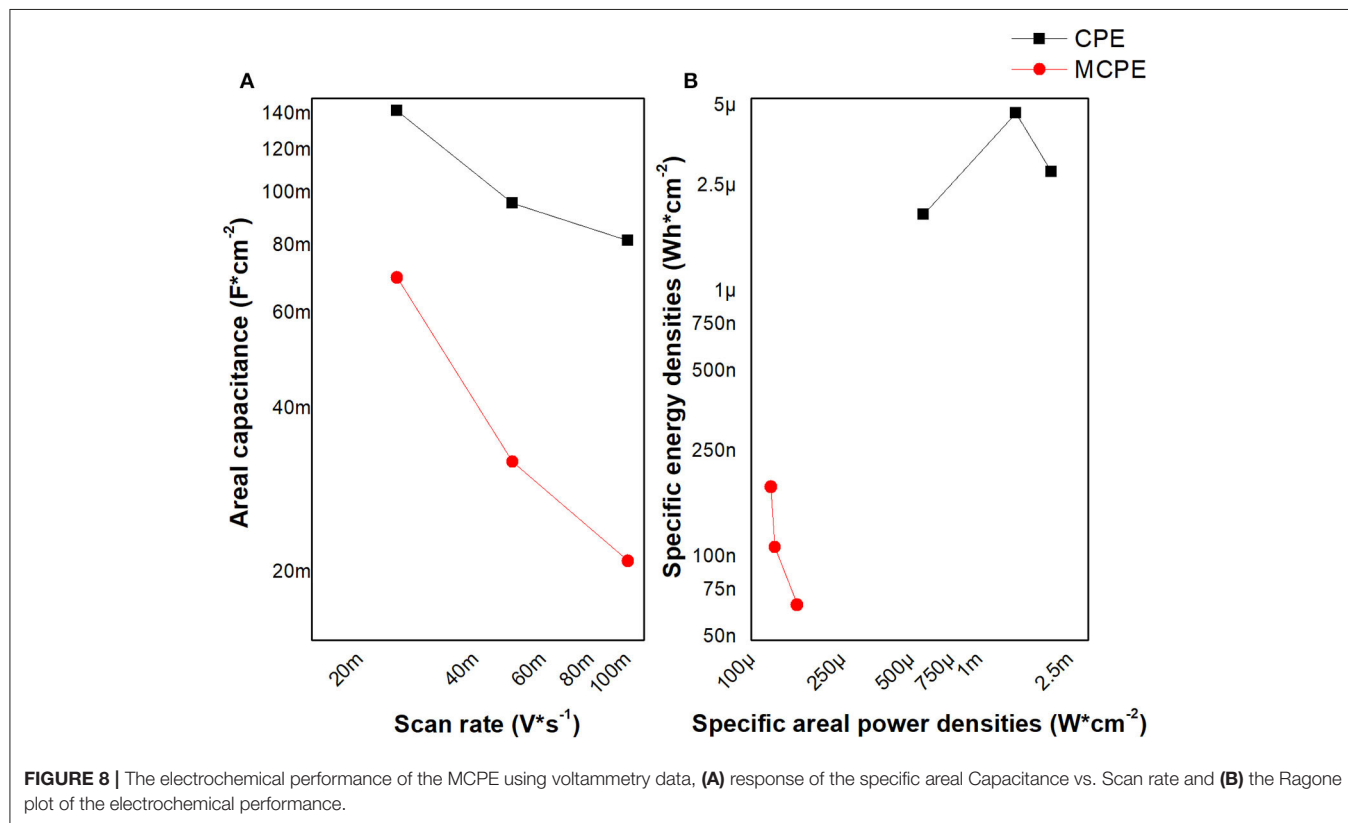 CPE
MCPE
A
B
140m
120m
100m
80m
60m
40m
20m
Areal capacitance (F*cm-2)
20m 40m 60m 80m 100m
Scan rate (V*s-1)
5µ
2.5µ
1µ
750n
500n
250n
100n
75n
50n
Specific energy densities (Wh*cm-2)
100µ 250µ 500µ 750µ 1m 2.5m
Specific areal power densities (W*cm-2)
FIGURE 8 | The electrochemical performance of the MCPE using voltammetry data, (A) response of the specific areal Capacitance vs. Scan rate and (B) the Ragone
plot of the electrochemical performance.